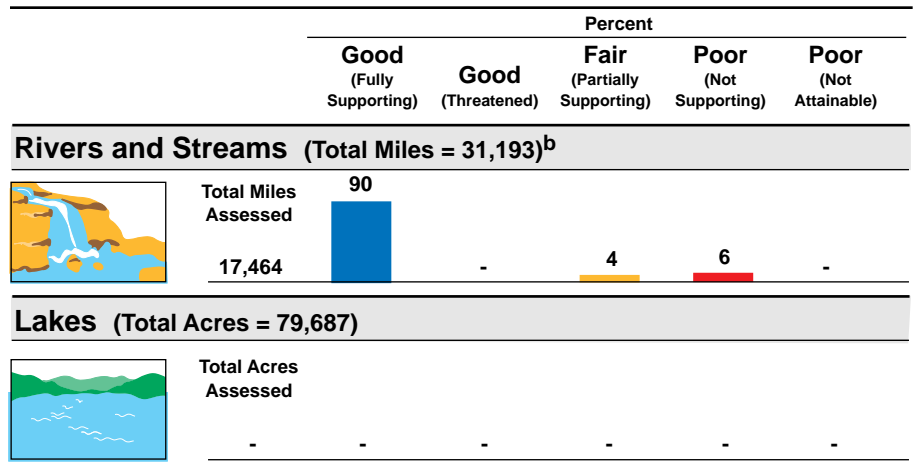 Percent
Good Good Fair Poor Poor
(Fully Supporting) (Threatened) (Partially Supporting) (Not Supporting) (Not Attainable)
Rivers and Streams (Total Miles = 31,193)b
Total Miles
Assessed
90
17,464 - 4 6 -
Lakes (Total Acres = 79,687)
Total Acres
Assessed
- - - - - -